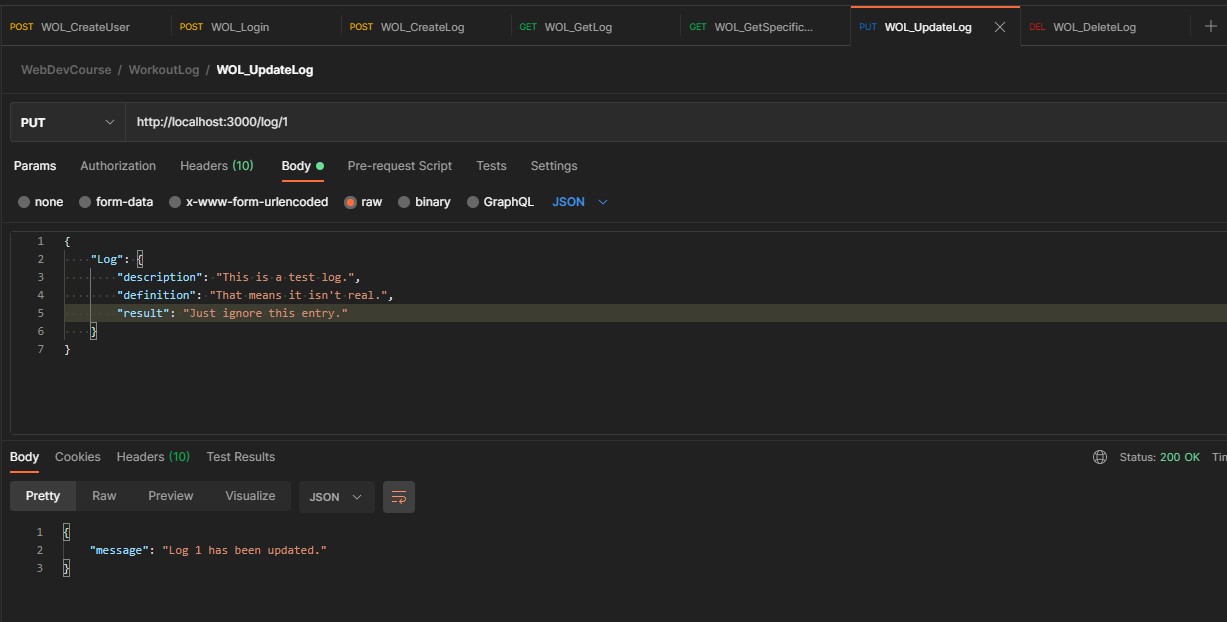 POST WOL_CreateUser POST WOL_Login POST WOL_CreateLog GET WOL_GetLog GET WOL_GetSpecific... PUT WOL_UpdateLog DEL WOL_DeleteLog
WebDevCourse / WorkoutLog / WOL_UpdateLog
PUT http://localhost:3000/log/1
Params Authorization Headers (10) Body Pre-request Script Tests Settings
none form-data x-www-form-urlencoded raw binary GraphQL JSON
1 {
2 "Log": {
3 "description": "This is a test log.",
4 "definition": "That means it isn't real.",
5 "result": "Just ignore this entry."
6 }
7 }
Body Cookies Headers (10) Test Results Status: 200 OK
Pretty Raw Preview Visualize JSON
1 {
2 "message": "Log 1 has been updated."
3 }